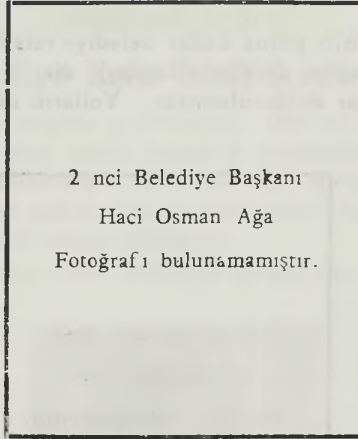 2 nci Belediye Başkanı
Haci Osman Ağa
Fotoğrafı bulunamamıştır.